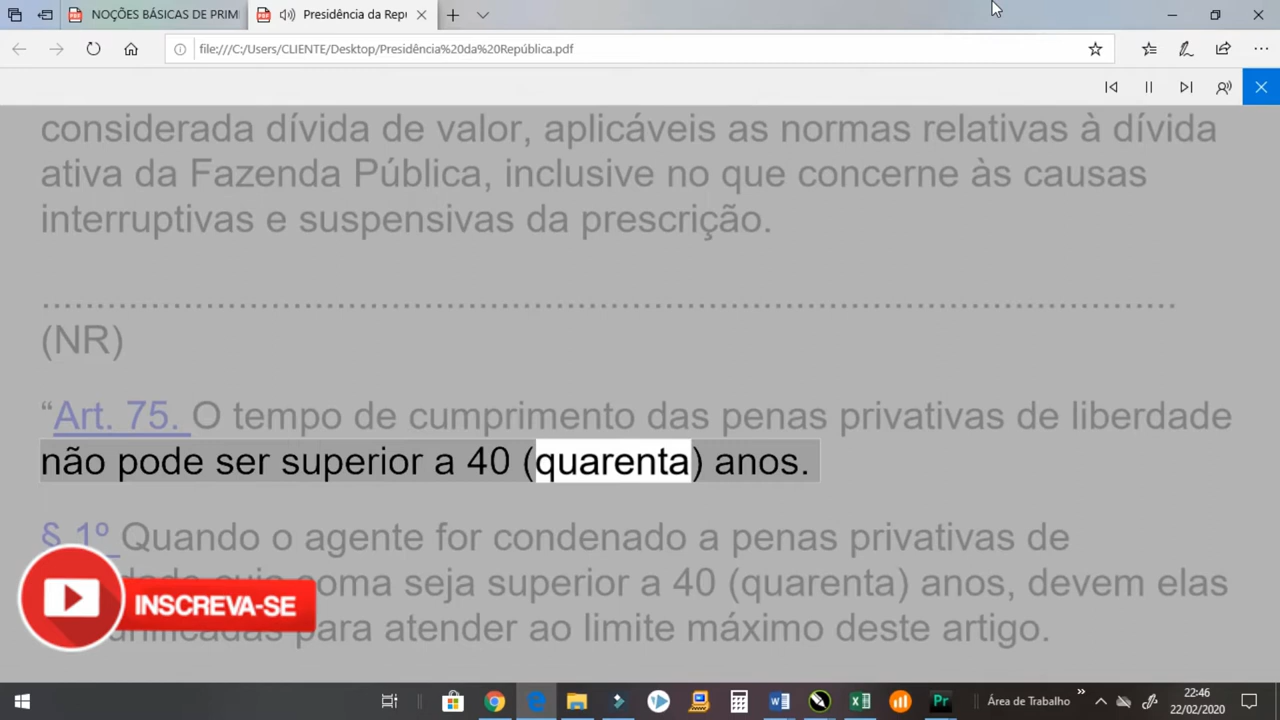 NOÇÕES BÁSICAS DE PRIM
Presidência da Repú
file:///C:/Users/CLIENTE/Desktop/Presidência%20da%20República.pdf
considerada dívida de valor, aplicáveis as normas relativas à dívida
ativa da Fazenda Pública, inclusive no que concerne às causas
interruptivas e suspensivas da prescrição.
...........................................................................................................
(NR)
“Art. 75. O tempo de cumprimento das penas privativas de liberdade
não pode ser superior a 40 (quarenta) anos.
§ 1º Quando o agente for condenado a penas privativas de
soma seja superior a 40 (quarenta) anos, devem elas
para atender ao limite máximo deste artigo.
INSCREVA-SE
Área de Trabalho
22:46
22/02/2020